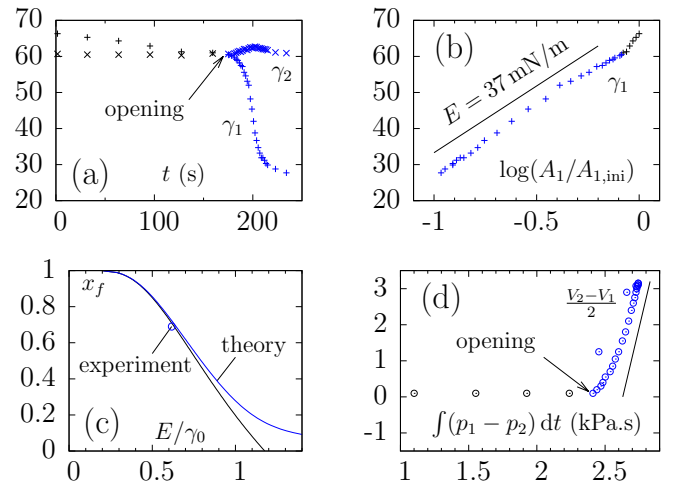 70
60
50
40
30
20
0
100
200
opening
γ₂
γ₁
(a)
t (s)
70
60
50
40
30
20
-1
-0.5
0
(b)
E = 37 mN/m
γ₁
log(A₁/A₁,ini)
1
0.8
0.6
0.4
0.2
0
0
0.5
1
x_f
experiment
theory
(c)
E/γ₀
3
2
1
0
-1
1
1.5
2
2.5
(d)
(V₂−V₁)/2
opening
∫(p₁ − p₂) dt (kPa.s)